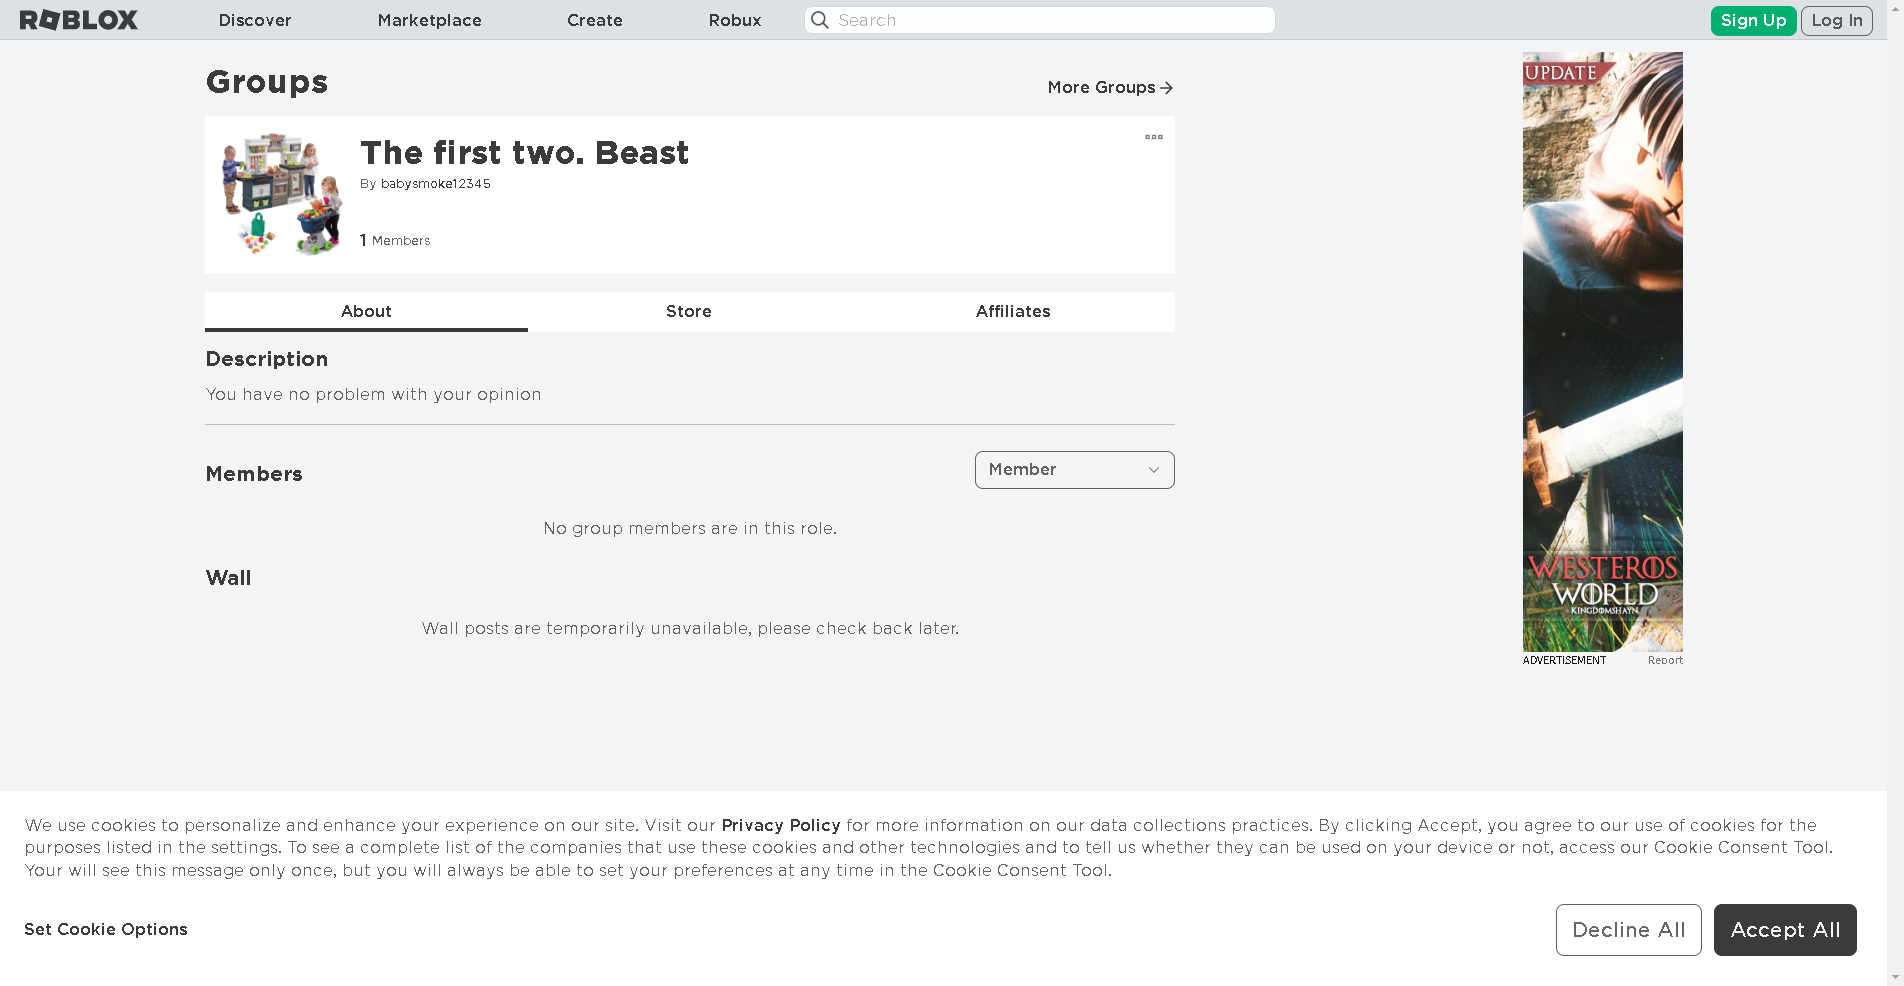 ROBLOX Discover Marketplace Create Robux Search Sign Up Log In
Groups
More Groups
The first two. Beast
By babysmoke12345
1 Members
About Store Affiliates
Description
You have no problem with your opinion
Members
Member
No group members are in this role.
Wall
Wall posts are temporarily unavailable, please check back later.
UPDATE
WESTEROS
WORLD
KINGDOMSHAYN
ADVERTISEMENT Report
We use cookies to personalize and enhance your experience on our site. Visit our Privacy Policy for more information on our data collections practices. By clicking Accept, you agree to our use of cookies for the
purposes listed in the settings. To see a complete list of the companies that use these cookies and other technologies and to tell us whether they can be used on your device or not, access our Cookie Consent Tool.
Your will see this message only once, but you will always be able to set your preferences at any time in the Cookie Consent Tool.
Set Cookie Options
Decline All Accept All